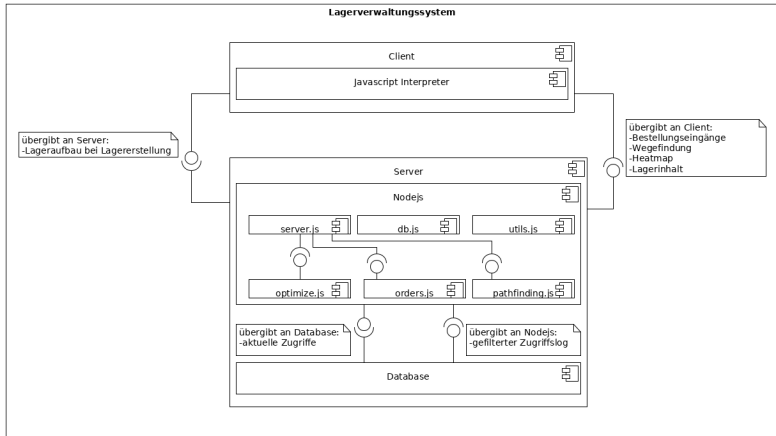 Lagerverwaltungssystem
Client
Javascript Interpreter
übergibt an Server:
-Lageraufbau bei Lagererstellung
übergibt an Client:
-Bestellungseingänge
-Wegefindung
-Heatmap
-Lagerinhalt
Server
Nodejs
server.js
db.js
utils.js
optimize.js
orders.js
pathfinding.js
übergibt an Database:
-aktuelle Zugriffe
übergibt an Nodejs:
-gefilterter Zugriffslog
Database